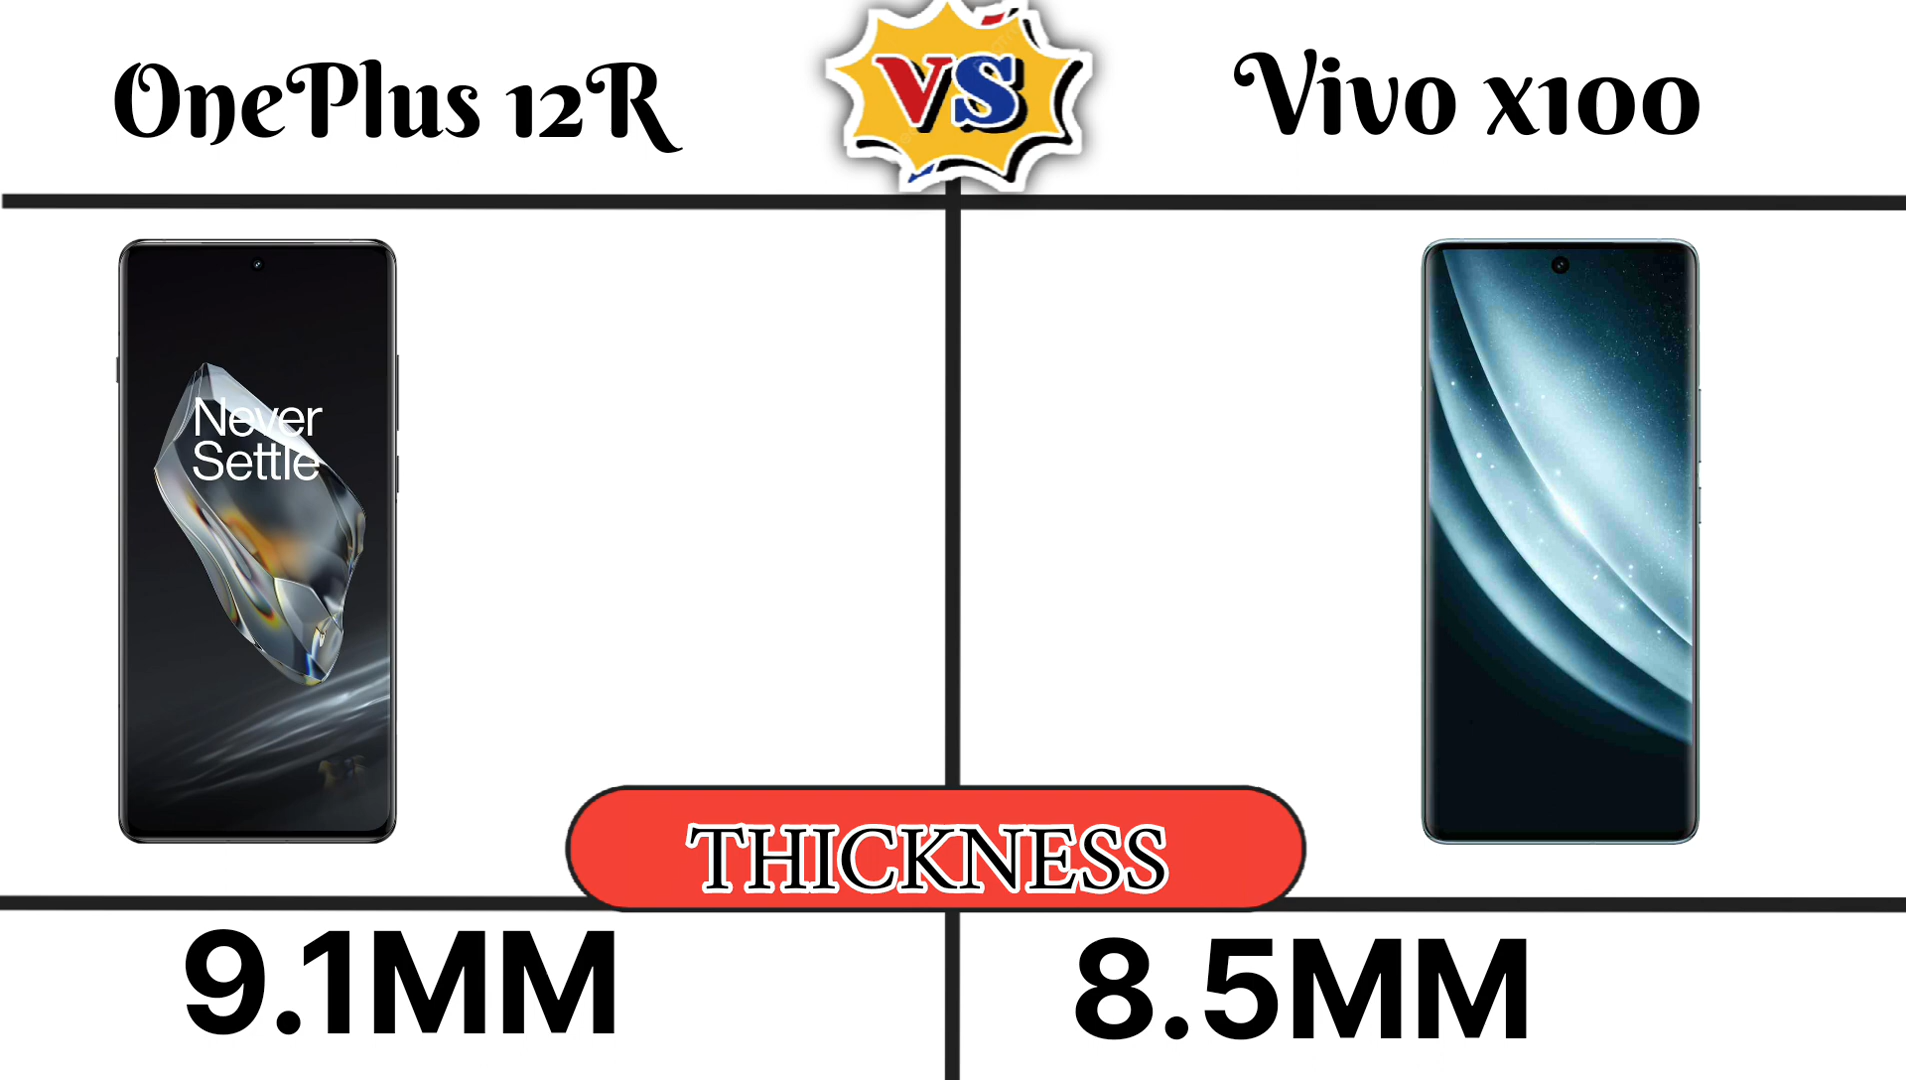 OnePlus 12R
VS
Vivo x100
Never
Settle
THICKNESS
9.1MM
8.5MM